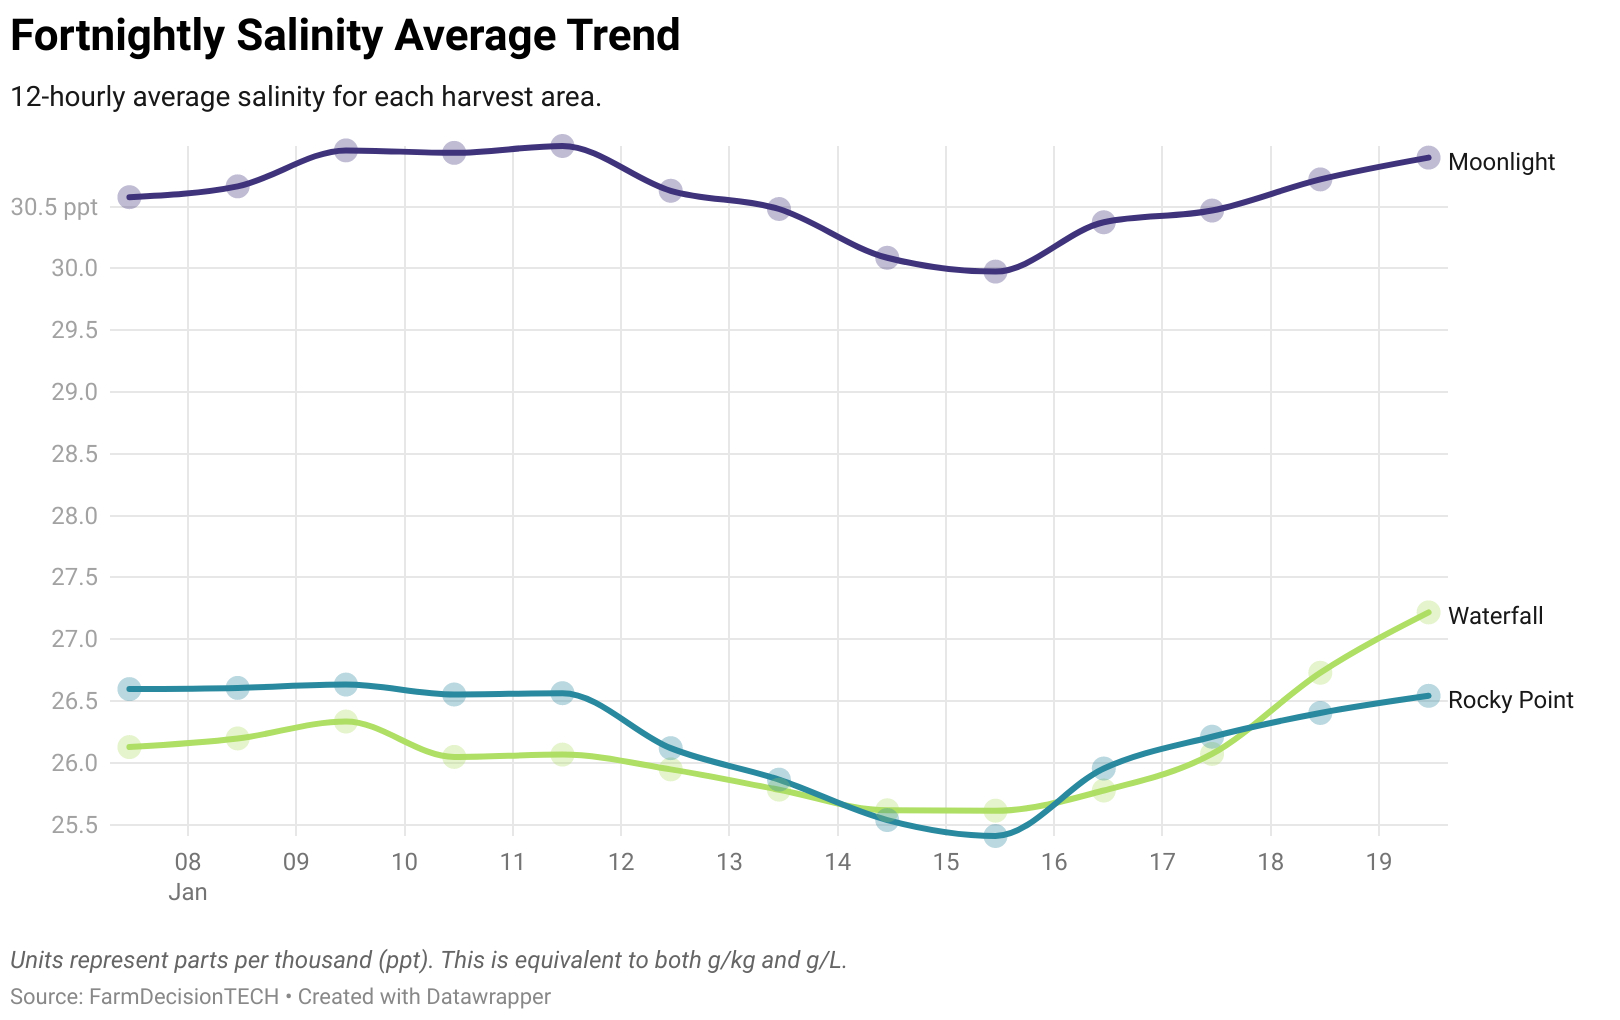 Fortnightly Salinity Average Trend
12-hourly average salinity for each harvest area.
30.5 ppt
30.0
29.5
29.0
28.5
28.0
27.5
27.0
26.5
26.0
25.5
Moonlight
Waterfall
Rocky Point
08 09 10 11 12 13 14 15 16 17 18 19
Jan
Units represent parts per thousand (ppt). This is equivalent to both g/kg and g/L.
Source: FarmDecisionTECH • Created with Datawrapper